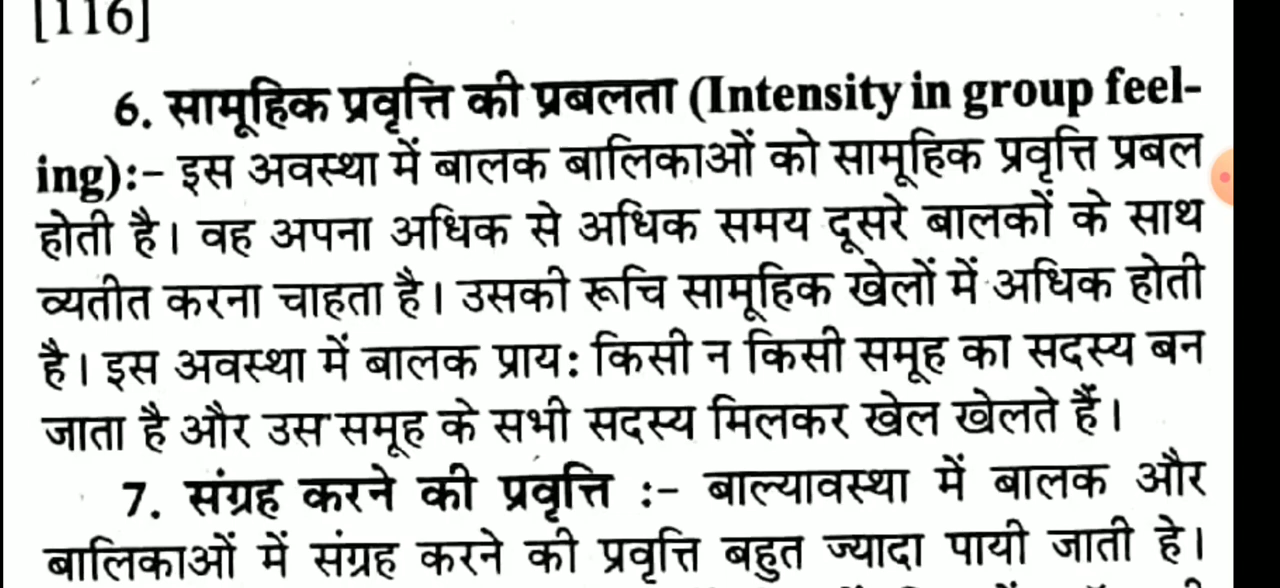 [116]
6. सामूहिक प्रवृत्ति की प्रबलता (Intensity in group feel-
ing):- इस अवस्था में बालक बालिकाओं को सामूहिक प्रवृत्ति प्रबल
होती है। वह अपना अधिक से अधिक समय दूसरे बालकों के साथ
व्यतीत करना चाहता है। उसकी रूचि सामूहिक खेलों में अधिक होती
है। इस अवस्था में बालक प्राय: किसी न किसी समूह का सदस्य बन
जाता है और उस समूह के सभी सदस्य मिलकर खेल खेलते हैं।
7. संग्रह करने की प्रवृत्ति :- बाल्यावस्था में बालक और
बालिकाओं में संग्रह करने की प्रवृत्ति बहुत ज्यादा पायी जाती हे।